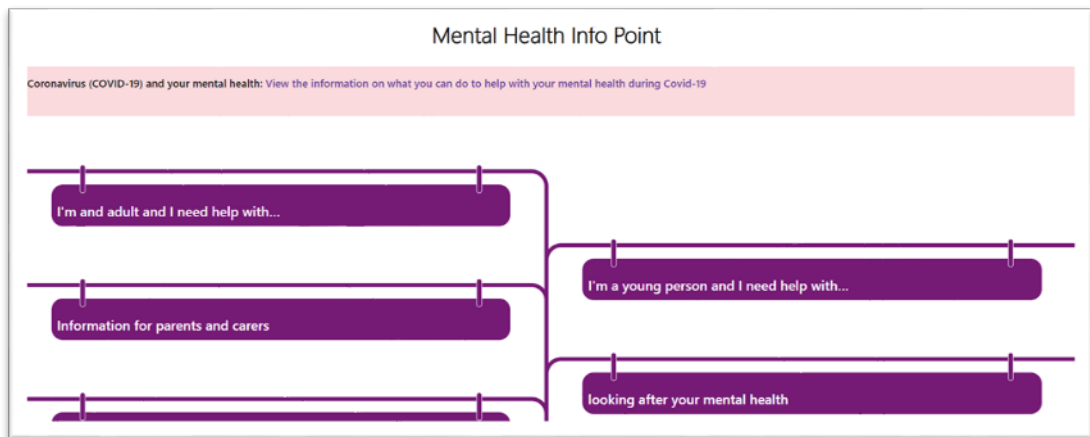 Mental Health Info Point
Coronavirus (COVID-19) and your mental health: View the information on what you can do to help with your mental health during Covid-19
I'm and adult and I need help with...
I'm a young person and I need help with...
Information for parents and carers
looking after your mental health